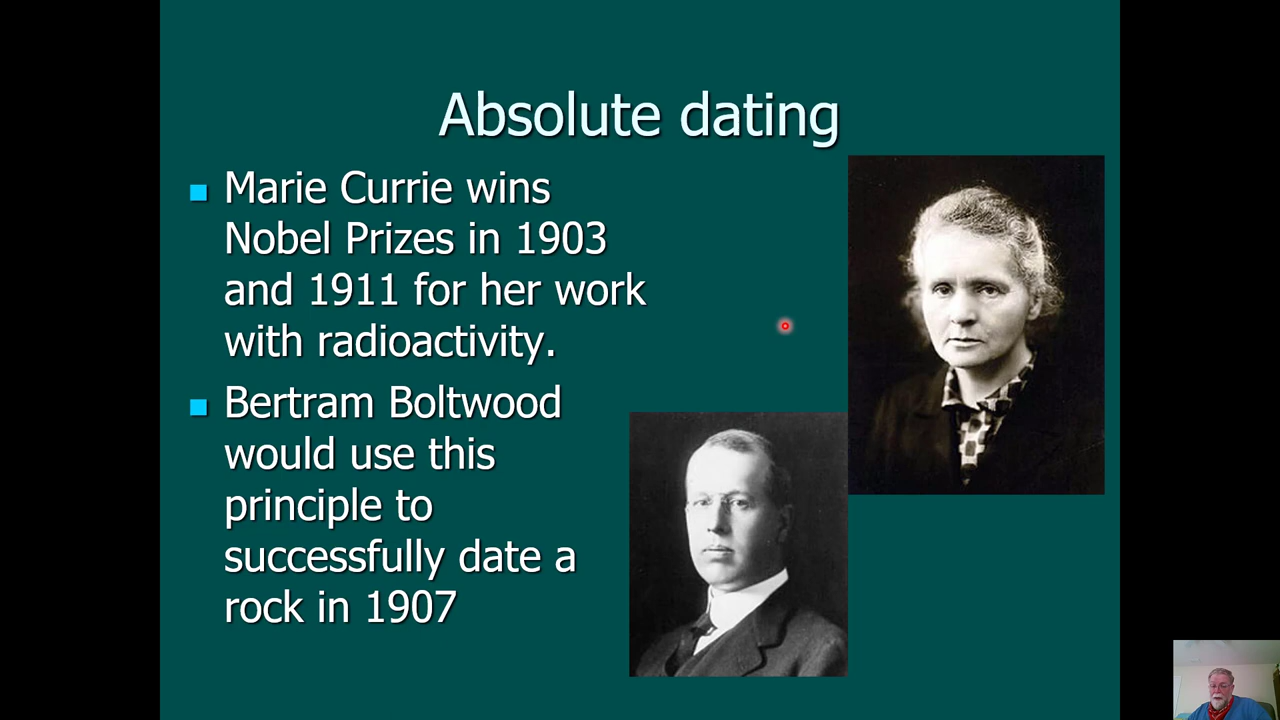 Absolute dating
Marie Currie wins
Nobel Prizes in 1903
and 1911 for her work
with radioactivity.
Bertram Boltwood
would use this
principle to
successfully date a
rock in 1907